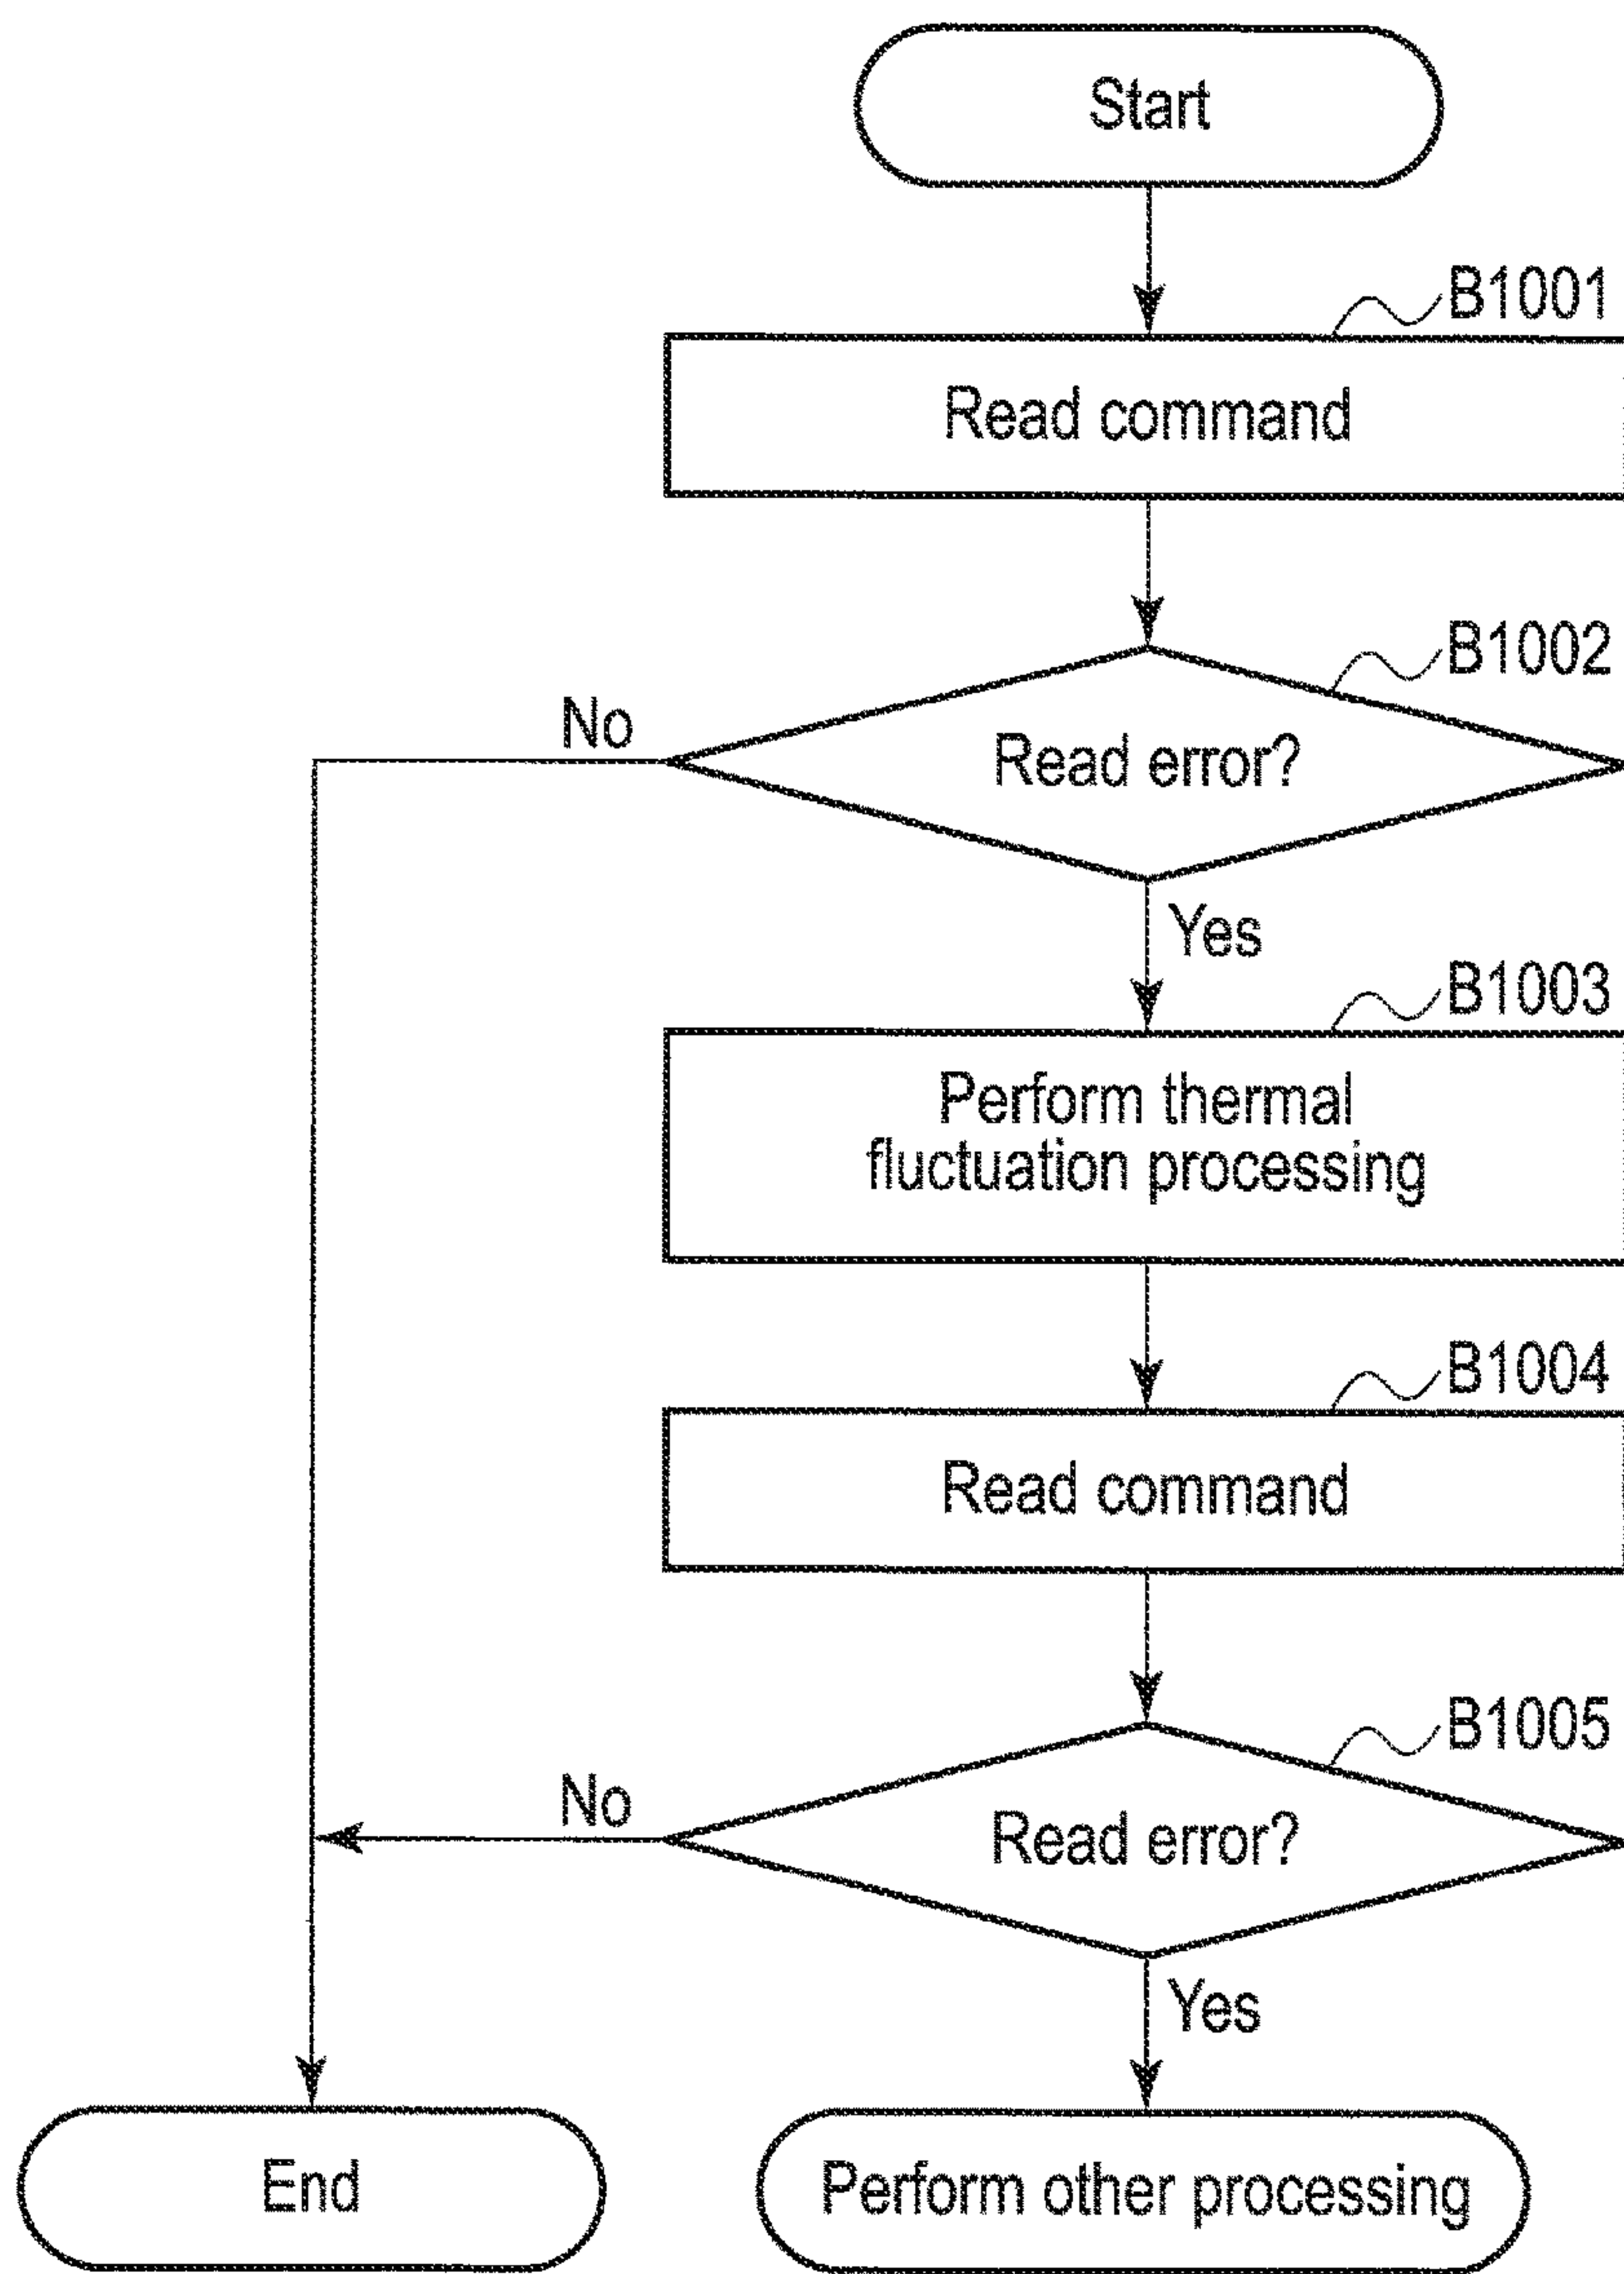 Start
B1001
Read command
B1002
No
Read error?
Yes
B1003
Perform thermal
fluctuation processing
B1004
Read command
B1005
No
Read error?
Yes
End
Perform other processing